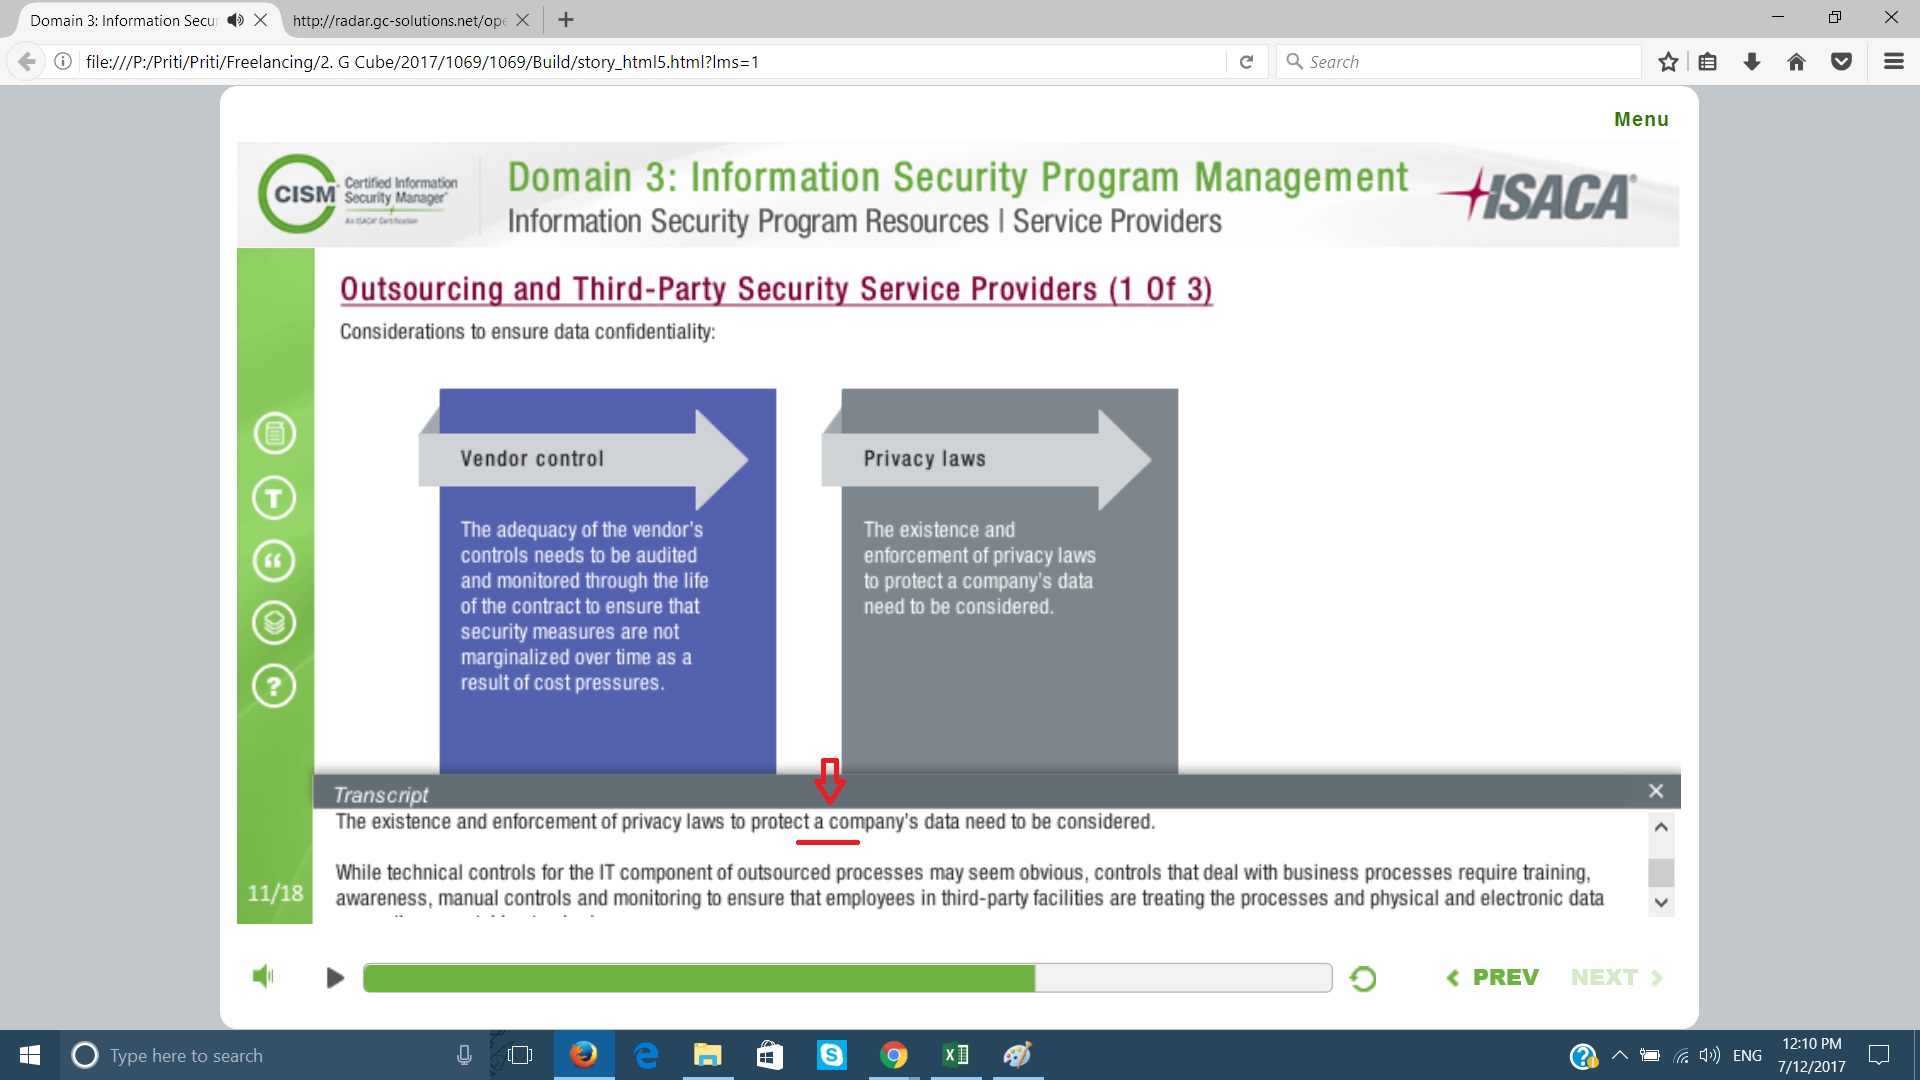 Domain 3: Information Secur
http://radar.gc-solutions.net/ope
file:///P:/Priti/Priti/Freelancing/2. G Cube/2017/1069/1069/Build/story_html5.html?lms=1
Search
Menu
CISM
Certified Information
Security Manager
An ISACA Certification
Domain 3: Information Security Program Management
Information Security Program Resources | Service Providers
ISACA®
Outsourcing and Third-Party Security Service Providers (1 Of 3)
Considerations to ensure data confidentiality:
Vendor control
The adequacy of the vendor's
controls needs to be audited
and monitored through the life
of the contract to ensure that
security measures are not
marginalized over time as a
result of cost pressures.
Privacy laws
The existence and
enforcement of privacy laws
to protect a company's data
need to be considered.
T
?
Transcript
The existence and enforcement of privacy laws to protect a company's data need to be considered.
While technical controls for the IT component of outsourced processes may seem obvious, controls that deal with business processes require training,
awareness, manual controls and monitoring to ensure that employees in third-party facilities are treating the processes and physical and electronic data
11/18
PREV
NEXT
Type here to search
ENG
12:10 PM
7/12/2017